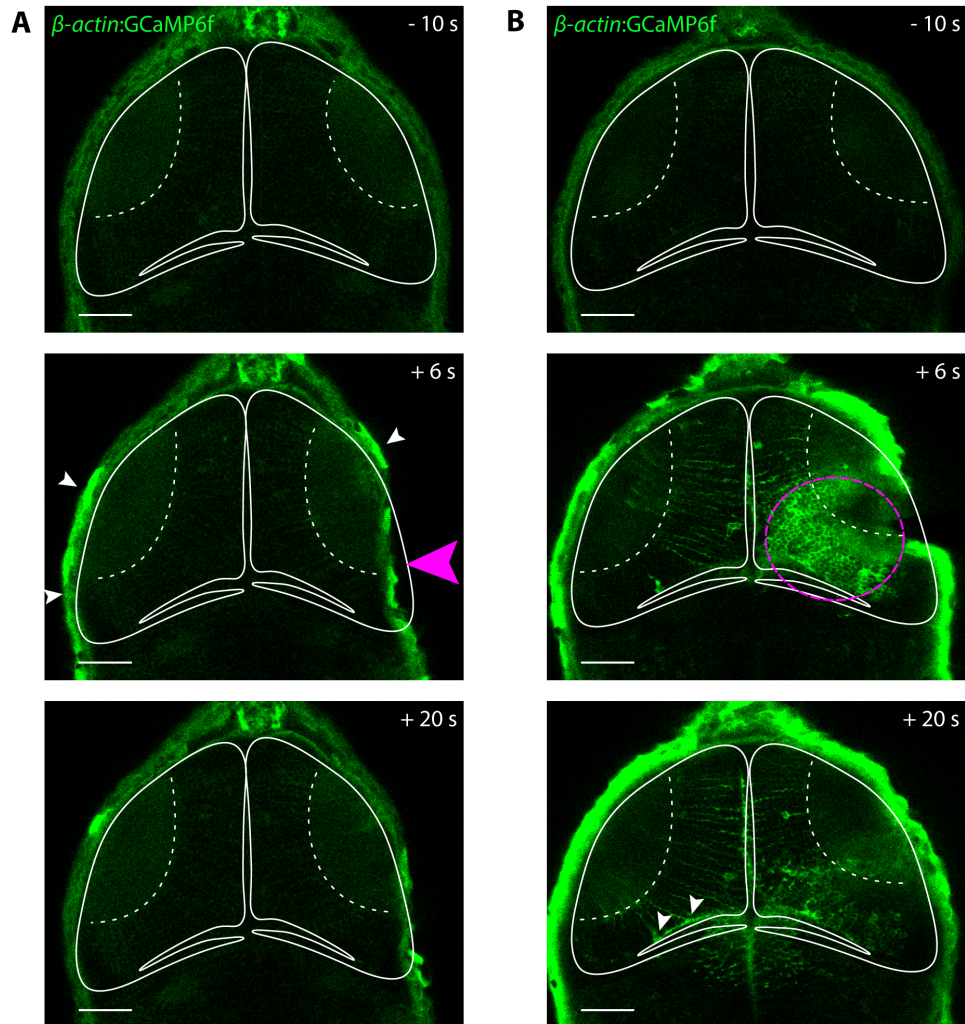 A
β-actin:GCaMP6f
- 10 s
+ 6 s
+ 20 s
B
β-actin:GCaMP6f
- 10 s
+ 6 s
+ 20 s